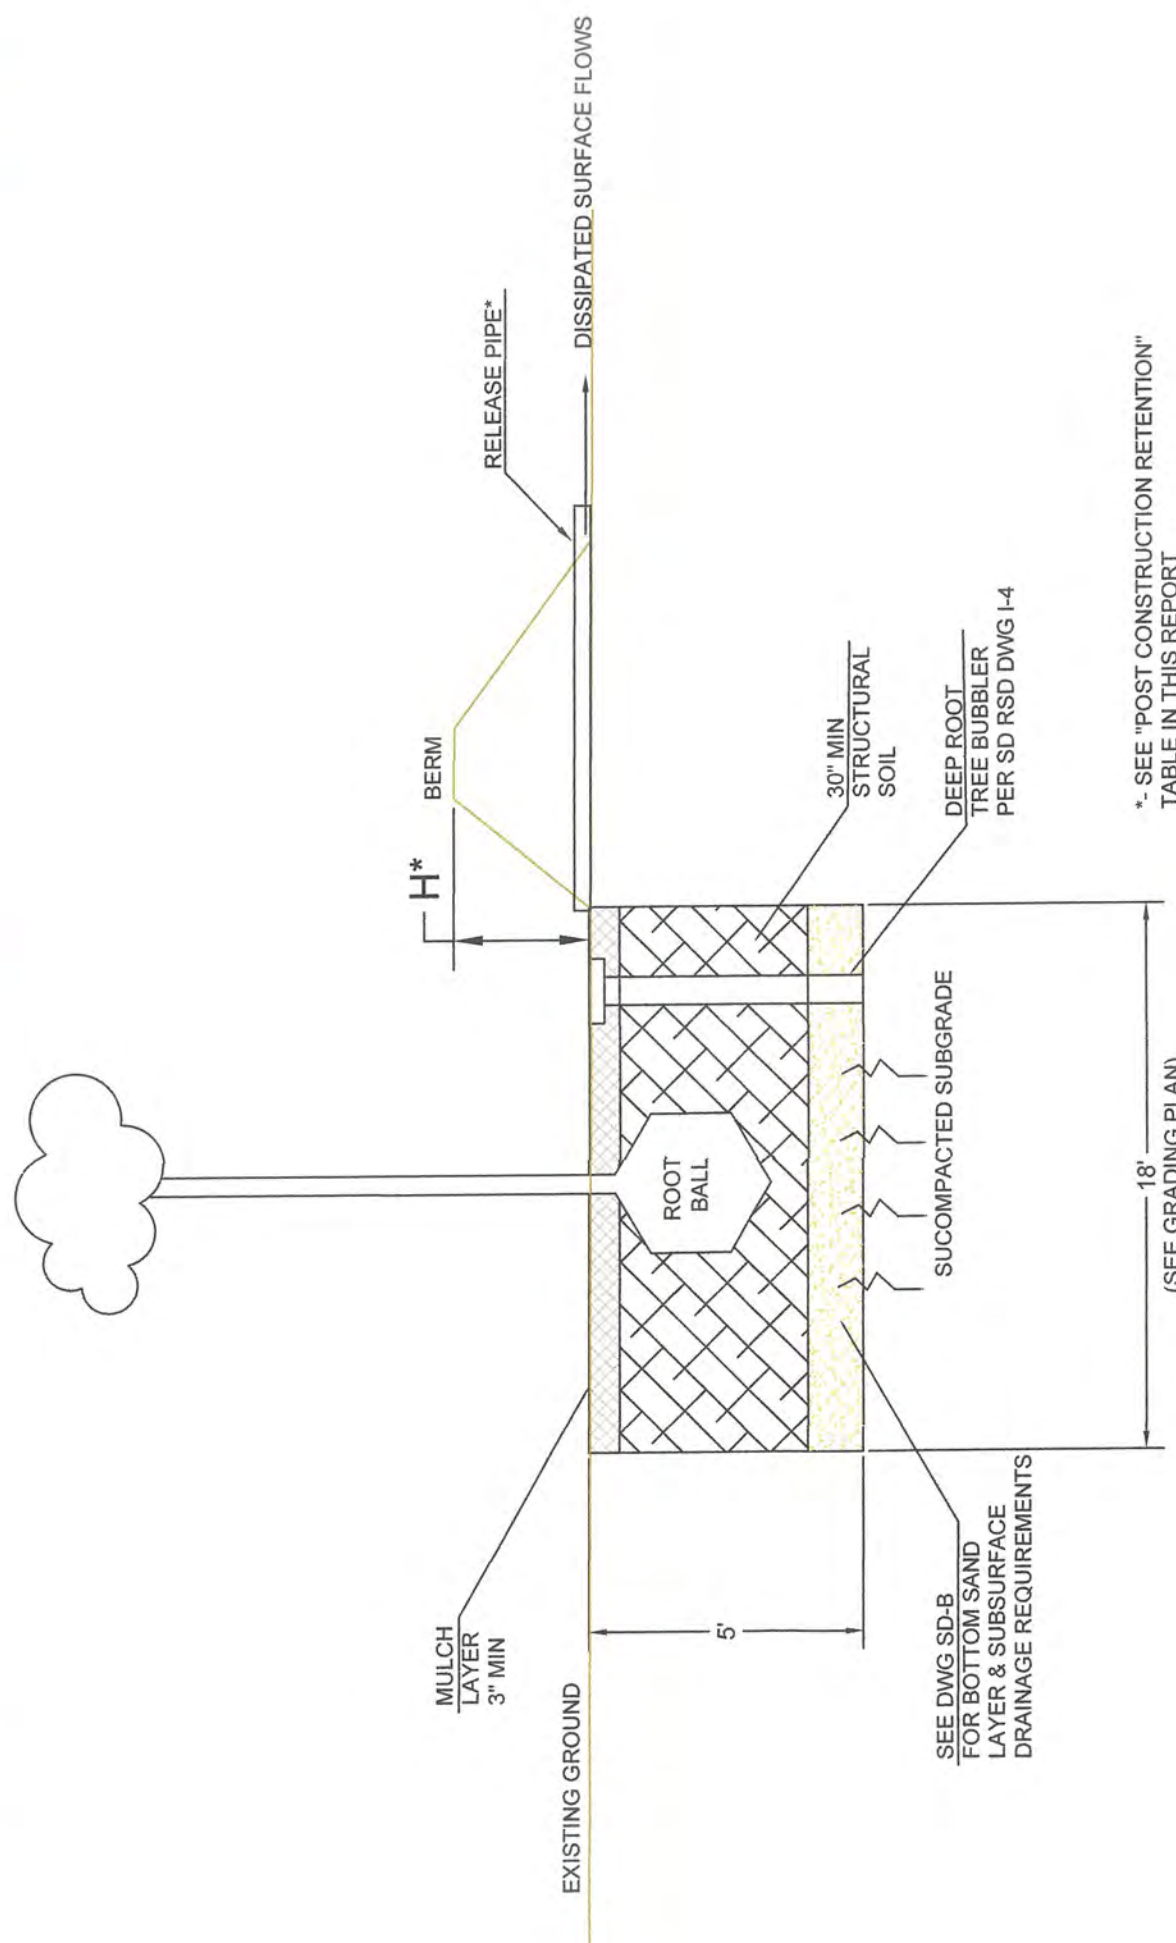 DISSIPATED SURFACE FLOWS
RELEASE PIPE*
BERM
H*
MULCH
LAYER
3" MIN
EXISTING GROUND
ROOT
BALL
5'
30" MIN
STRUCTURAL
SOIL
DEEP ROOT
TREE BUBBLER
PER SD RSD DWG I-4
SUCOMPACTED SUBGRADE
SEE DWG SD-B
FOR BOTTOM SAND
LAYER & SUBSURFACE
DRAINAGE REQUIREMENTS
18'
(SEE GRADING PLAN)
*- SEE "POST CONSTRUCTION RETENTION"
TABLE IN THIS REPORT